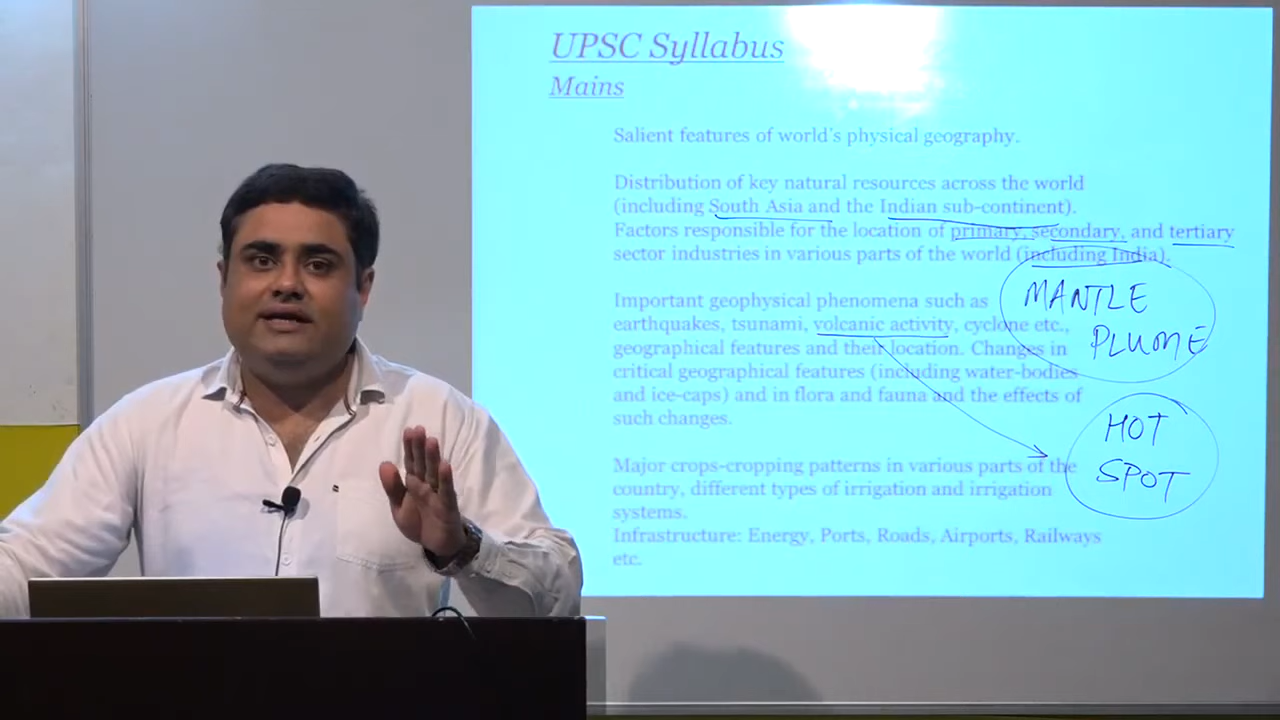 UPSC Syllabus
Mains
Salient features of world's physical geography.
Distribution of key natural resources across the world
(including South Asia and the Indian sub-continent).
Factors responsible for the location of primary, secondary, and tertiary
sector industries in various parts of the world (including India).
Important geophysical phenomena such as
earthquakes, tsunami, volcanic activity, cyclone etc.,
geographical features and their location. Changes in
critical geographical features (including water-bodies
and ice-caps) and in flora and fauna and the effects of
such changes.
MANTLE
PLUME
HOT
SPOT
Major crops-cropping patterns in various parts of the
country, different types of irrigation and irrigation
systems.
Infrastructure: Energy, Ports, Roads, Airports, Railways
etc.